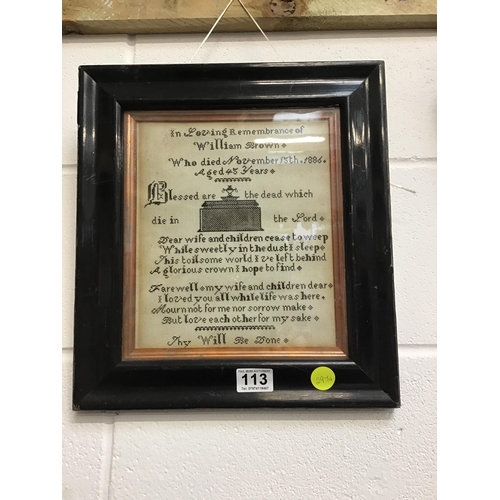 In Loving Remembrance of
William Brown
Who died November 15th. 1886.
Aged 45 Years
Blessed are the dead which
die in the Lord
Dear wife and children cease to weep
While sweetly in the dust I sleep
This toilsome world I've left behind
A glorious crown I hope to find
Farewell my wife and children dear
I loved you all while life was here.
Mourn not for me nor sorrow make
But love each other for my sake
Thy Will Be Done
113